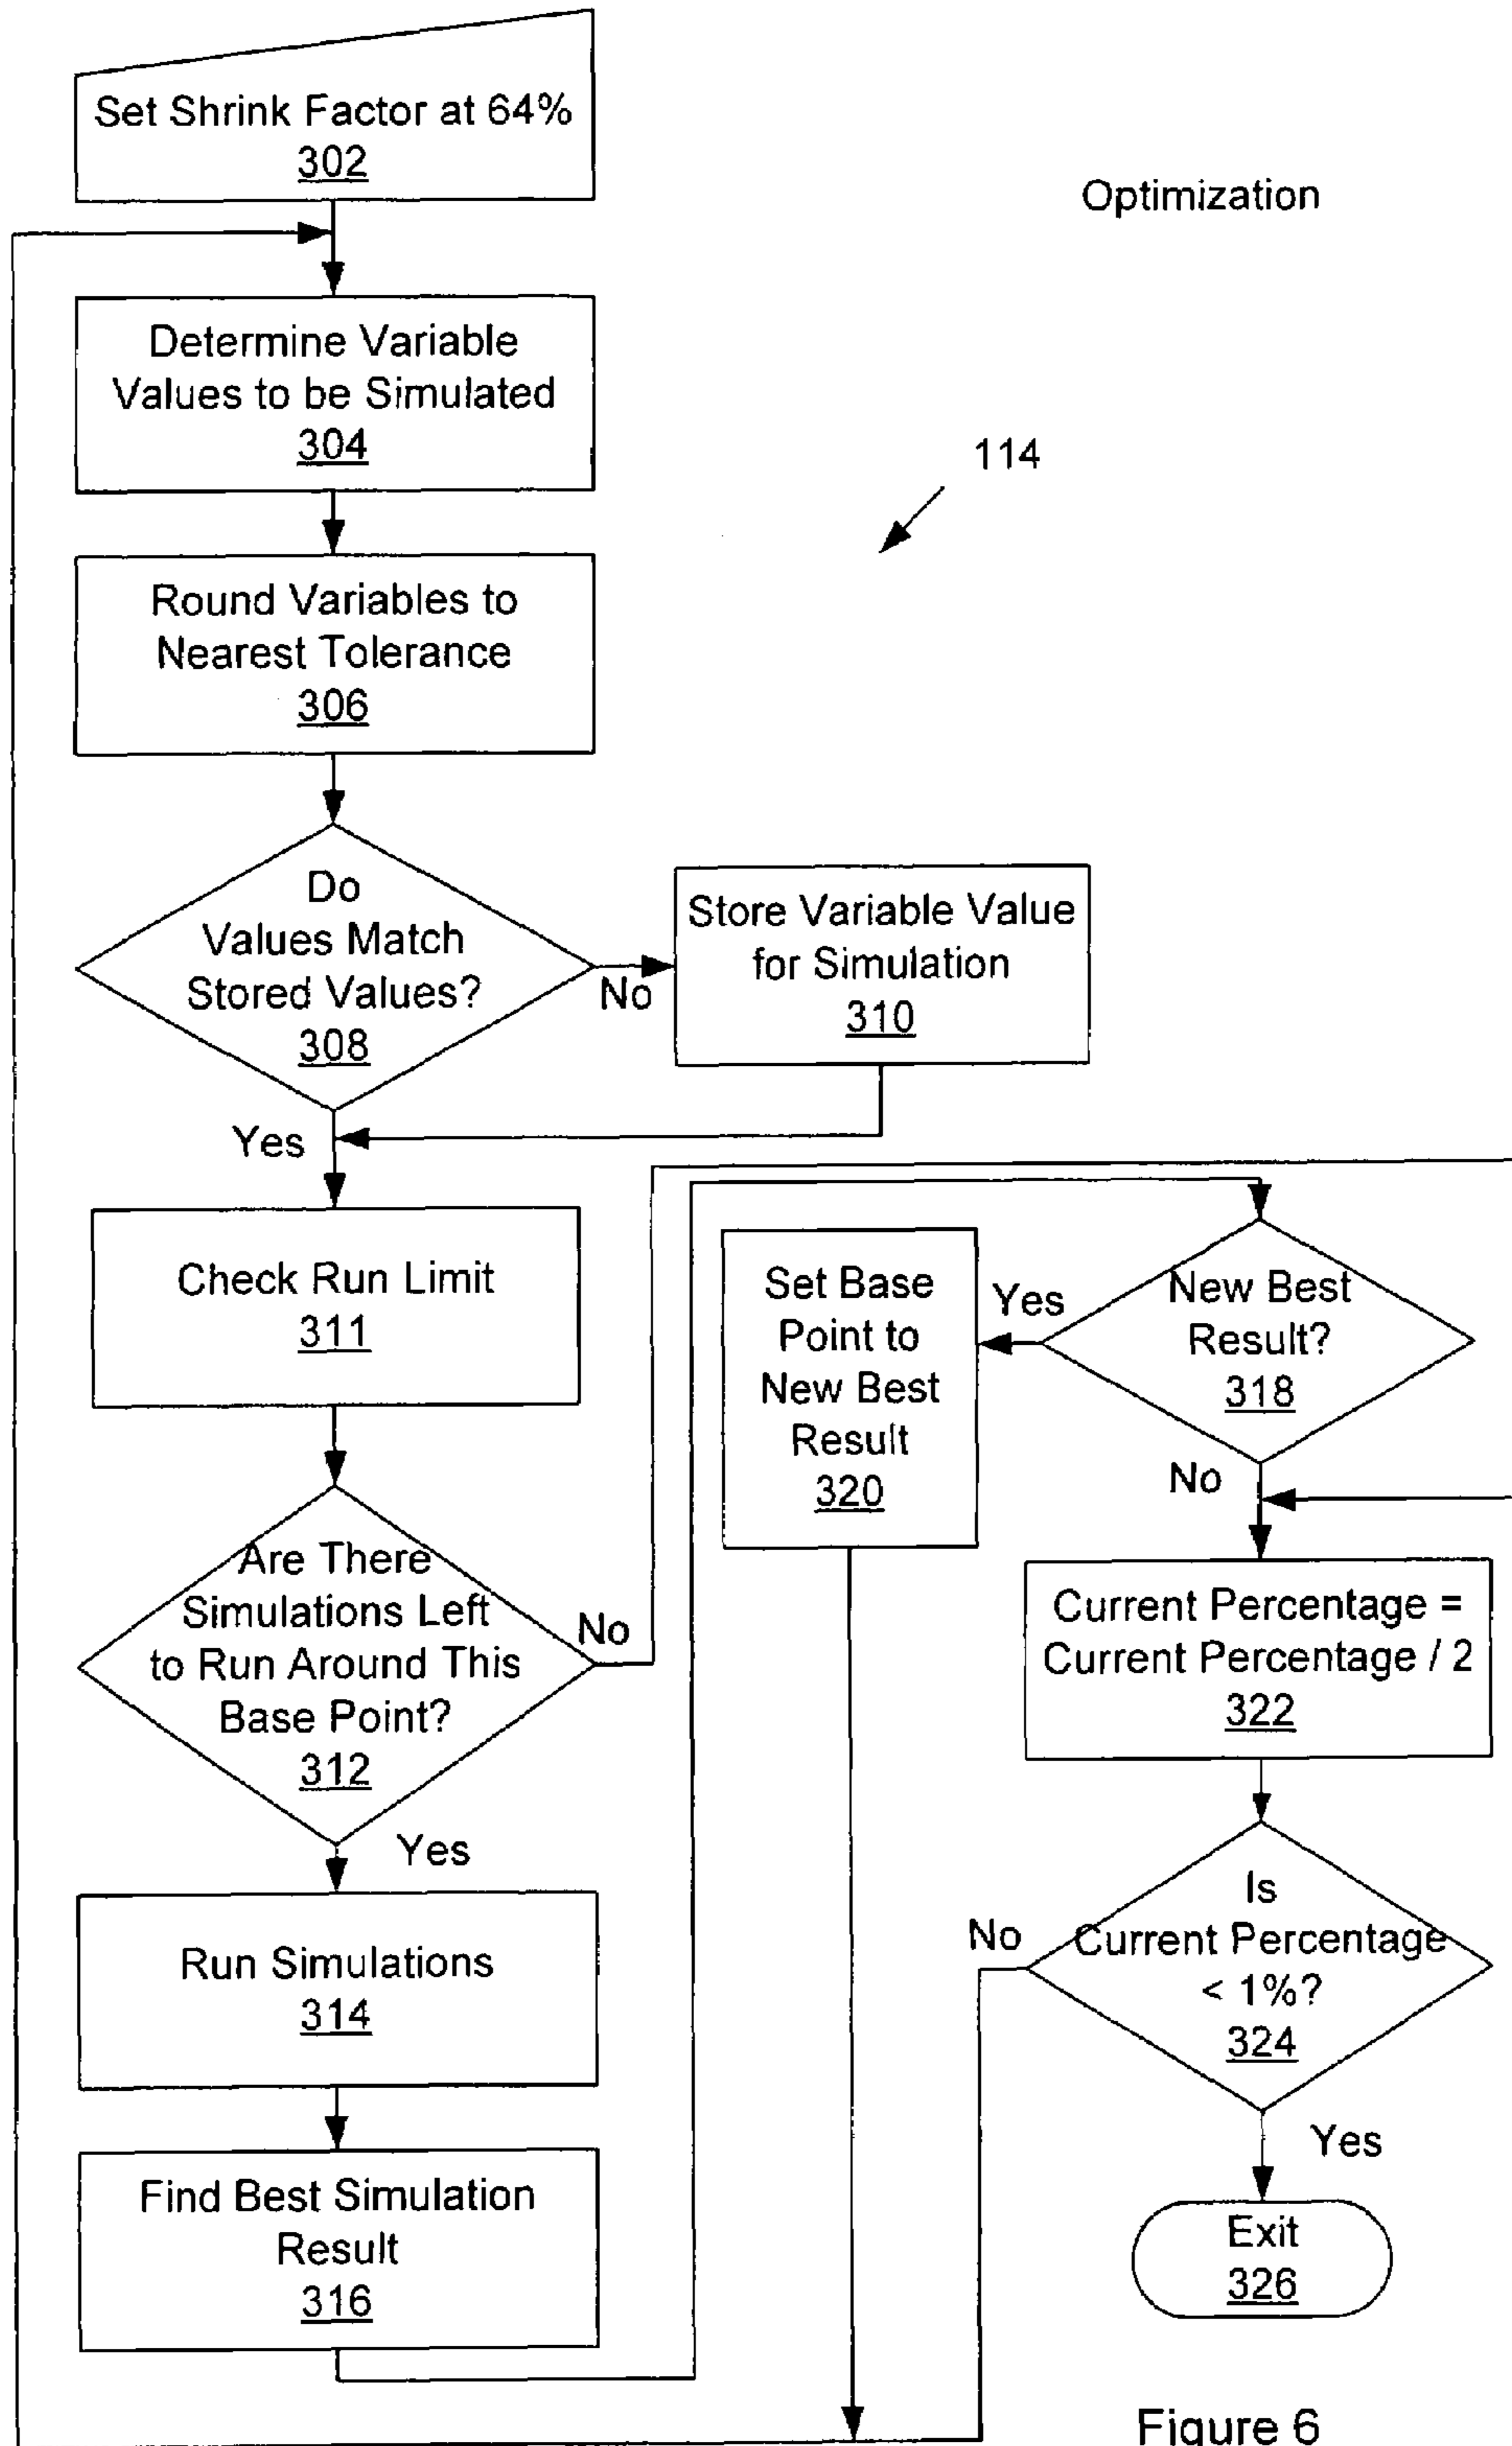 Set Shrink Factor at 64%
302
Optimization
Determine Variable
Values to be Simulated
304
114
Round Variables to
Nearest Tolerance
306
Do
Values Match
Stored Values?
308
No
Store Variable Value
for Simulation
310
Yes
Check Run Limit
311
Set Base
Point to
New Best
Result
320
Yes
New Best
Result?
318
No
Are There
Simulations Left
to Run Around This
Base Point?
312
No
Yes
Current Percentage =
Current Percentage / 2
322
Run Simulations
314
No
Is
Current Percentage
< 1%?
324
Yes
Find Best Simulation
Result
316
Exit
326
Figure 6